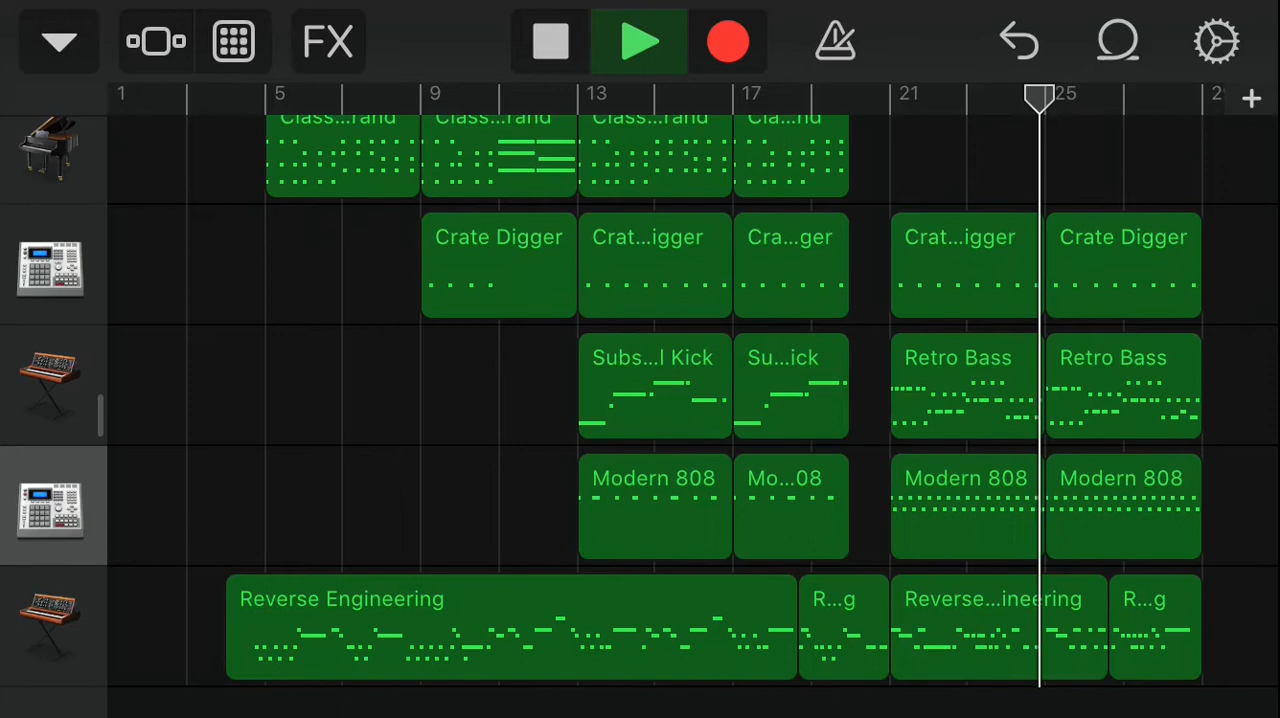 FX
1 5 9 13 17 21 25
Class...rand Class...rand Class...rand Cla...nd
Crate Digger Crat...igger Cra...ger Crat...igger Crate Digger
Subs...l Kick Su...ick Retro Bass Retro Bass
Modern 808 Mo...08 Modern 808 Modern 808
Reverse Engineering R...g Reverse...ineering R...g